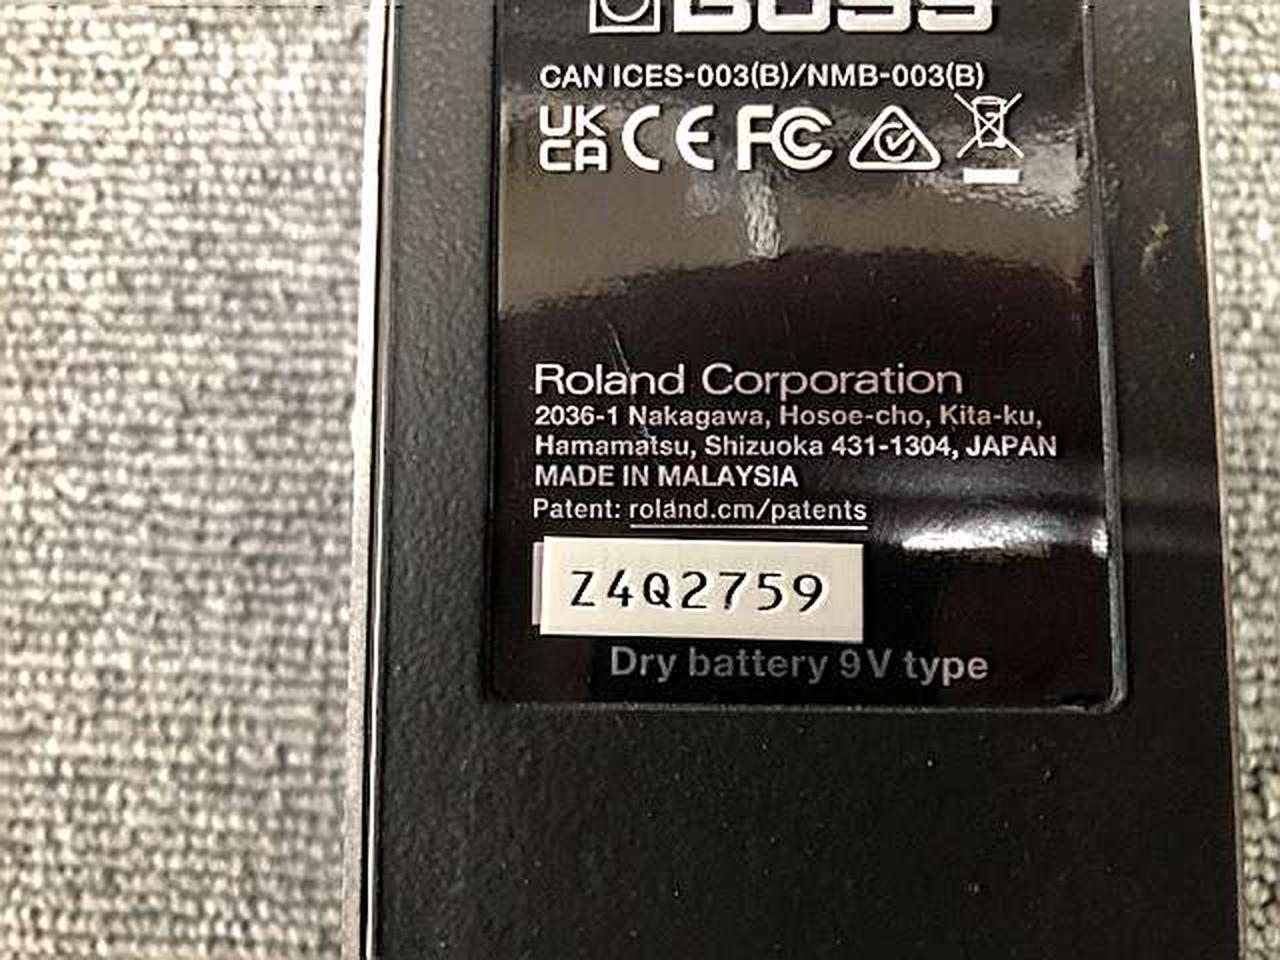 BOSS
CAN ICES-003(B)/NMB-003(B)
UK CA CE FC
Roland Corporation
2036-1 Nakagawa, Hosoe-cho, Kita-ku,
Hamamatsu, Shizuoka 431-1304, JAPAN
MADE IN MALAYSIA
Patent: roland.cm/patents
Z4Q2759
Dry battery 9V type